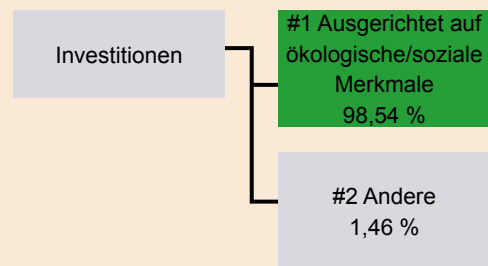 Investitionen
#1 Ausgerichtet auf
ökologische/soziale
Merkmale
98,54 %
#2 Andere
1,46 %